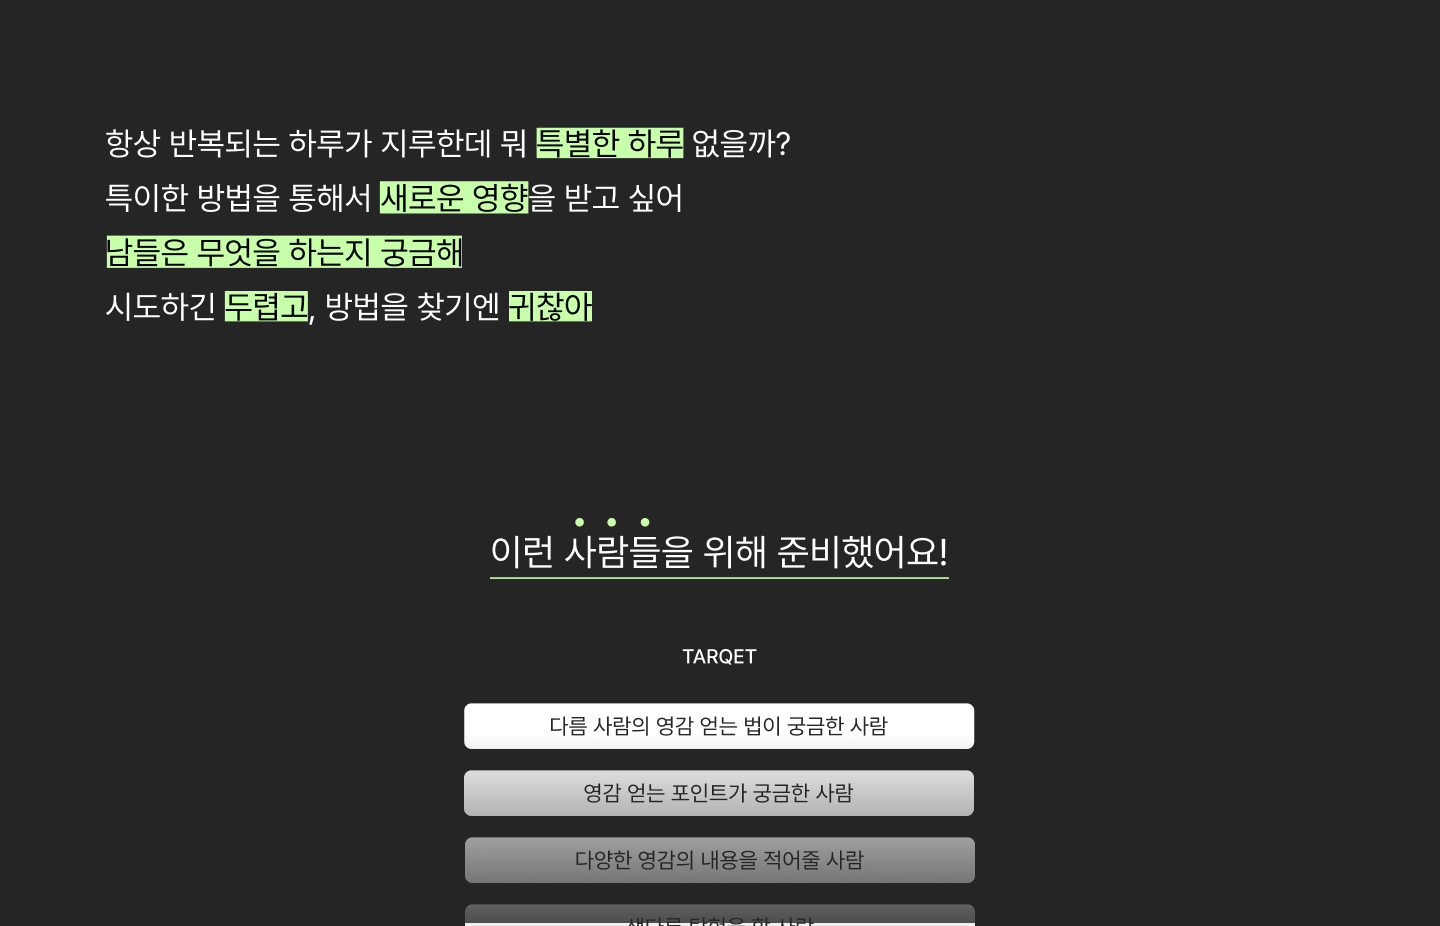 항상 반복되는 하루가 지루한데 뭐 특별한 하루 없을까?
특이한 방법을 통해서 새로운 영향을 받고 싶어
남들은 무엇을 하는지 궁금해
시도하긴 두렵고, 방법을 찾기엔 귀찮아
이런 사람들을 위해 준비했어요!
TARQET
다름 사람의 영감 얻는 법이 궁금한 사람
영감 얻는 포인트가 궁금한 사람
다양한 영감의 내용을 적어줄 사람